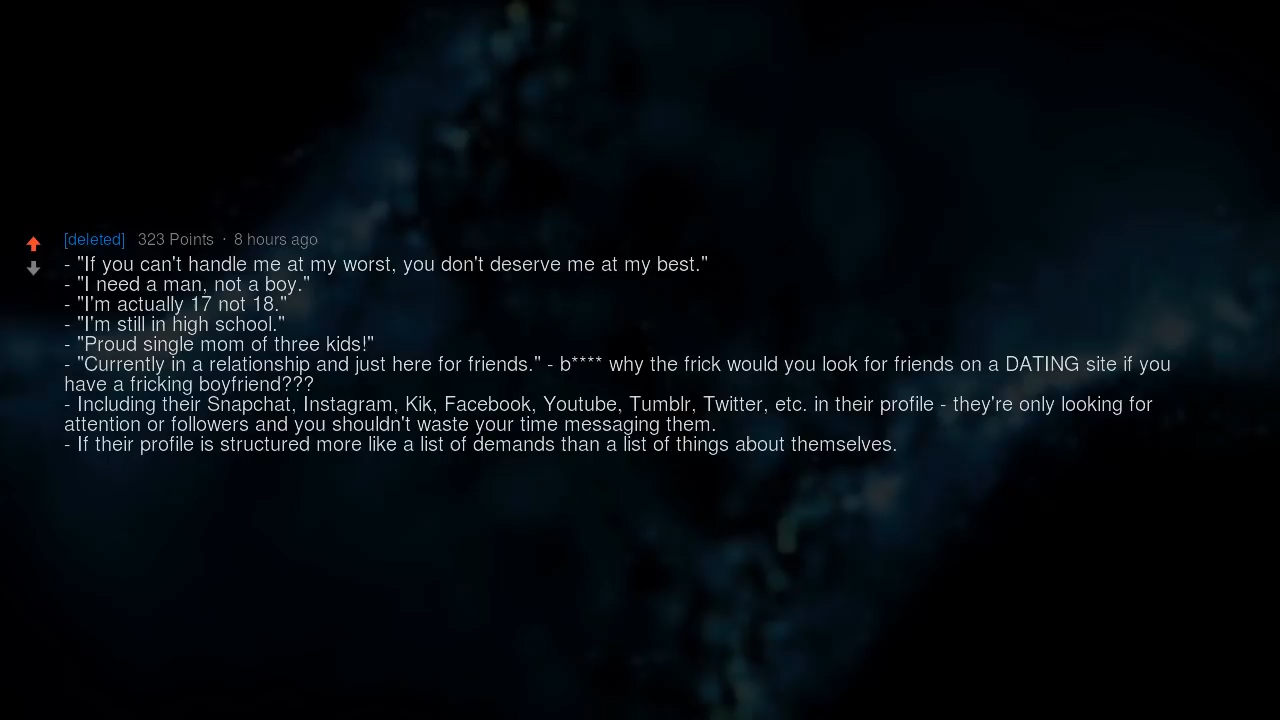 [deleted] 323 Points · 8 hours ago
- "If you can't handle me at my worst, you don't deserve me at my best."
- "I need a man, not a boy."
- "I'm actually 17 not 18."
- "I'm still in high school."
- "Proud single mom of three kids!"
- "Currently in a relationship and just here for friends." - b**** why the frick would you look for friends on a DATING site if you
have a fricking boyfriend???
- Including their Snapchat, Instagram, Kik, Facebook, Youtube, Tumblr, Twitter, etc. in their profile - they're only looking for
attention or followers and you shouldn't waste your time messaging them.
- If their profile is structured more like a list of demands than a list of things about themselves.